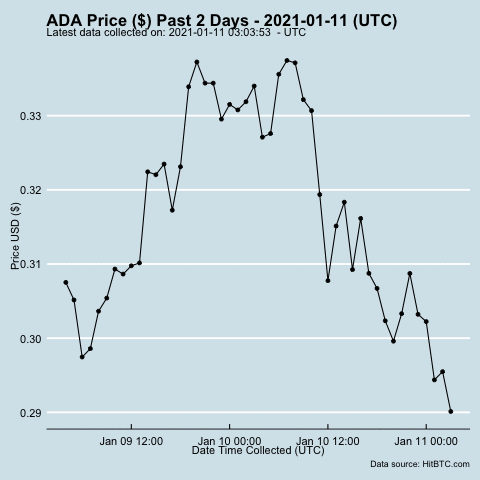 ADA Price ($) Past 2 Days - 2021-01-11 (UTC)
Latest data collected on: 2021-01-11 03:03:53  - UTC
Price USD ($)
0.33
0.32
0.31
0.30
0.29
Jan 09 12:00 Jan 10 00:00 Jan 10 12:00 Jan 11 00:00
Date Time Collected (UTC)
Data source: HitBTC.com